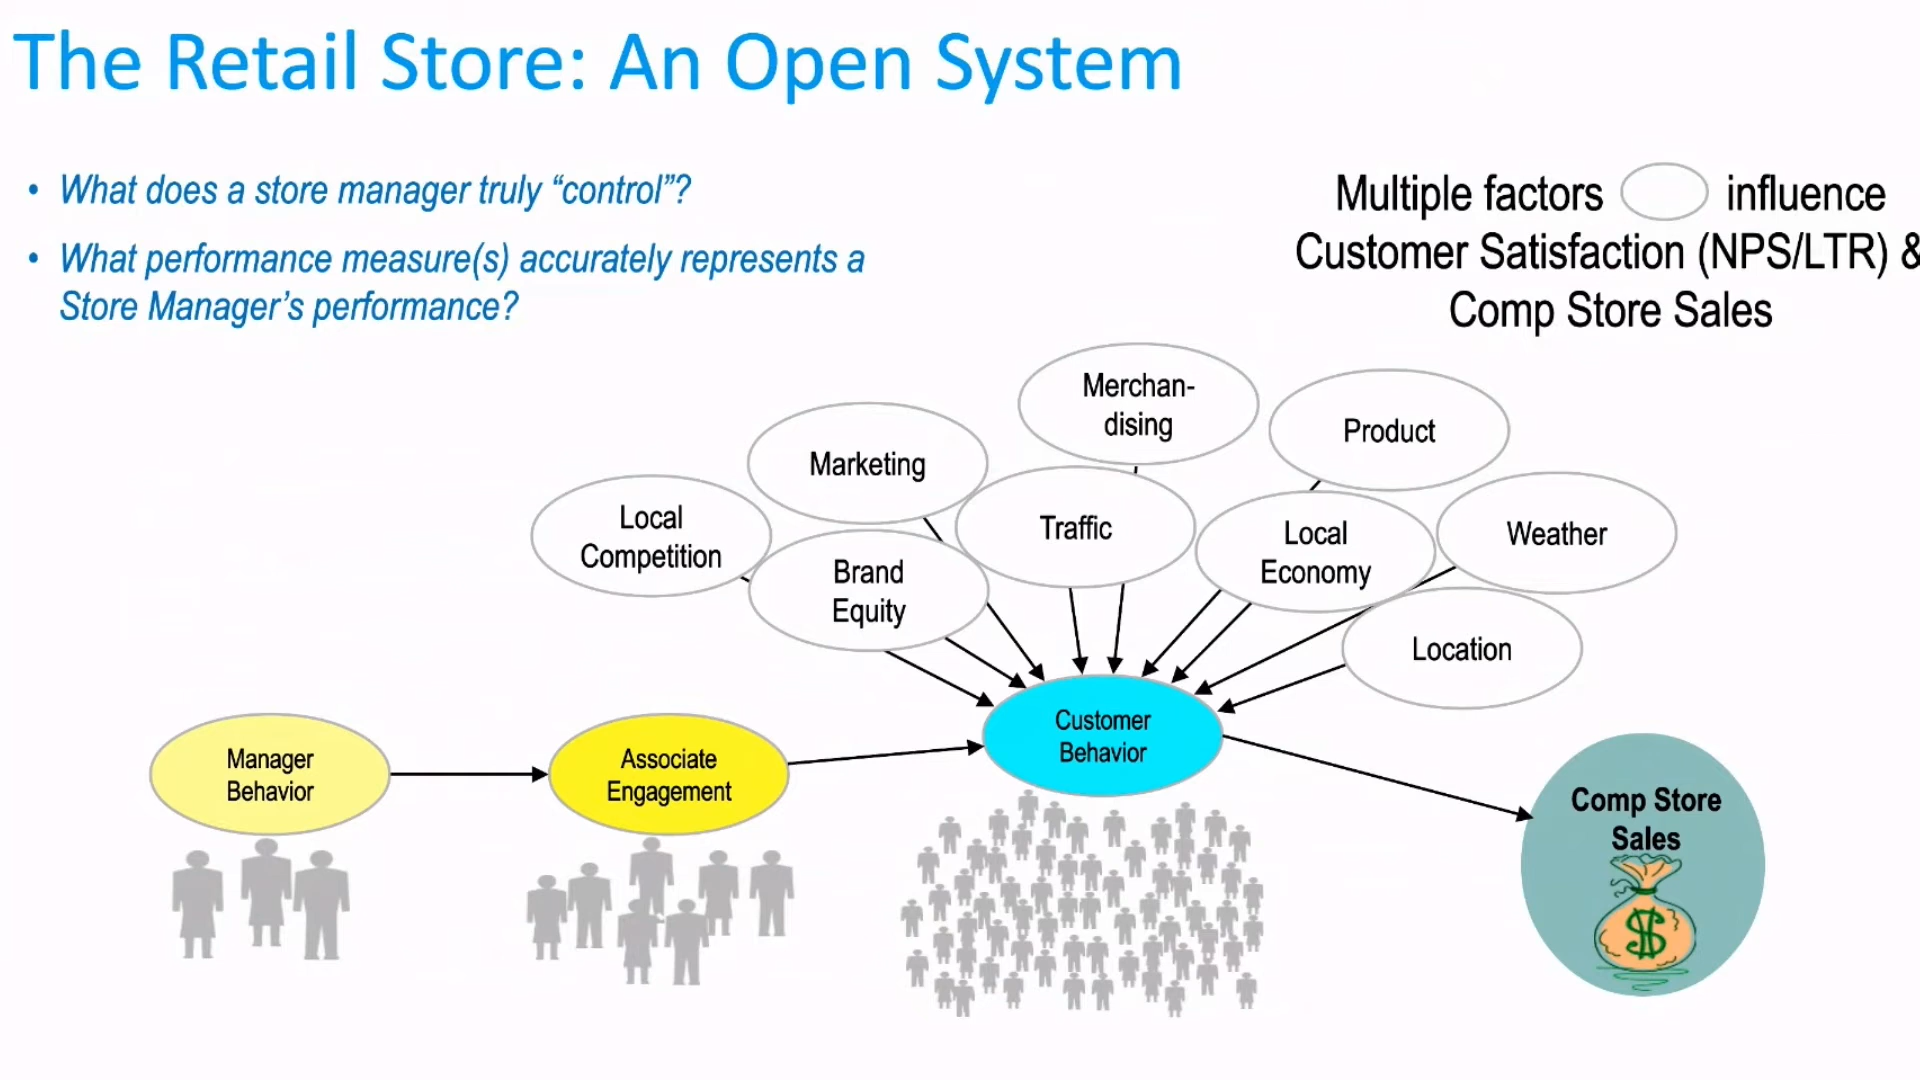 The Retail Store: An Open System
• What does a store manager truly “control”?
• What performance measure(s) accurately represents a
Store Manager’s performance?
Multiple factors influence
Customer Satisfaction (NPS/LTR) &
Comp Store Sales
Merchan-
dising
Product
Marketing
Local
Competition
Traffic
Local
Economy
Weather
Brand
Equity
Location
Customer
Behavior
Manager
Behavior
Associate
Engagement
Comp Store
Sales
$